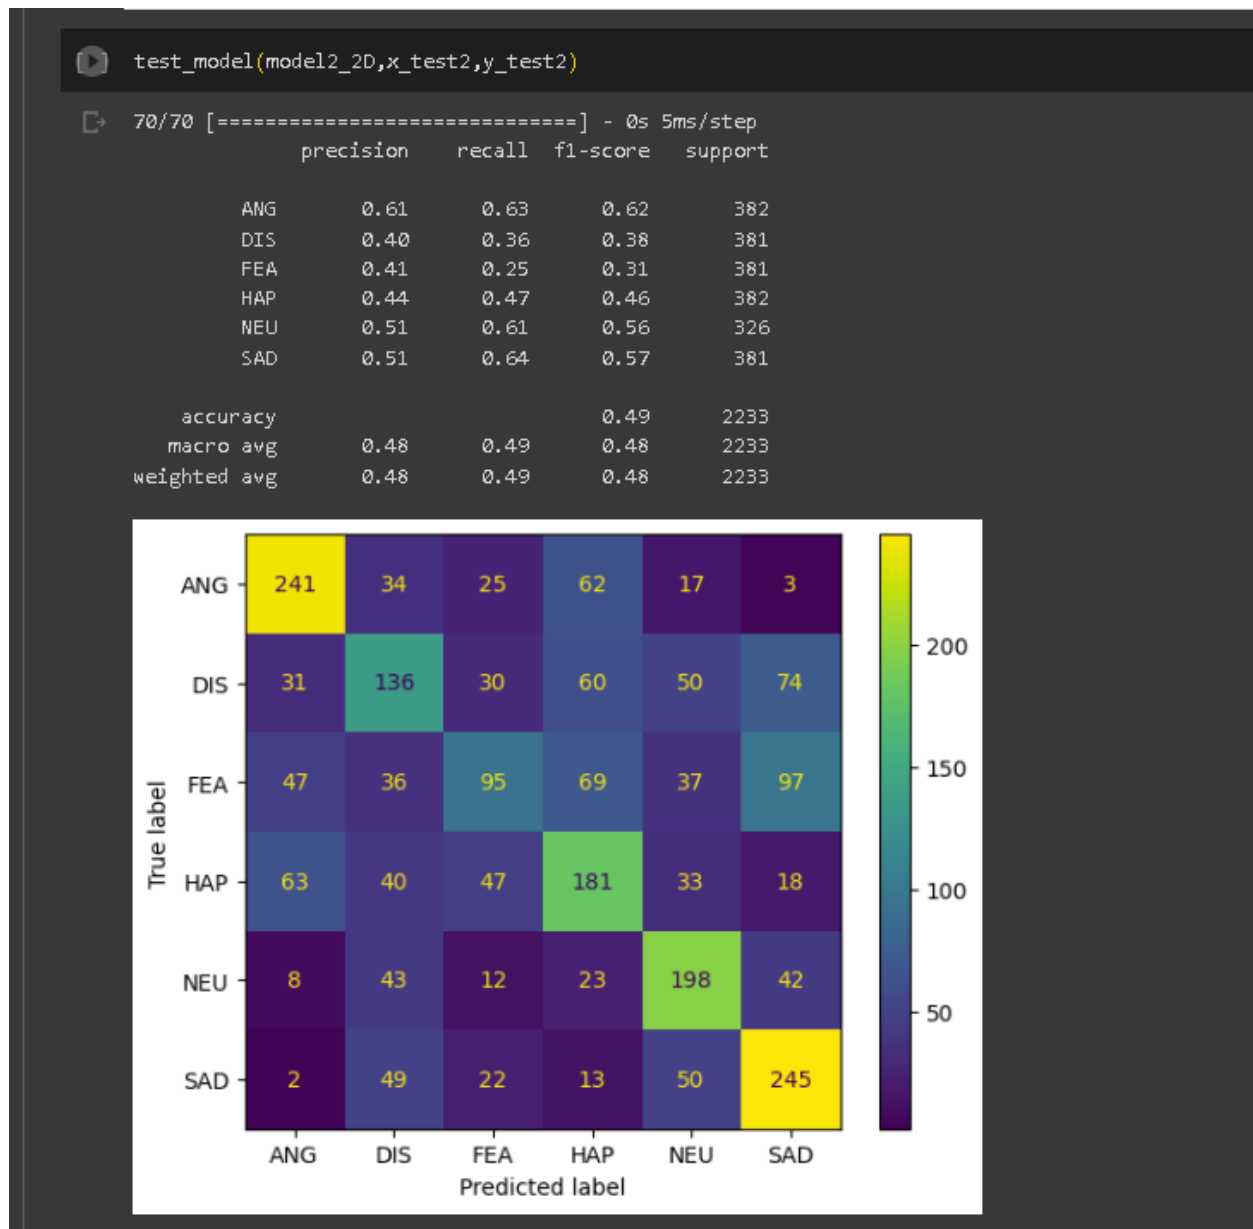 test_model(model2_2D,x_test2,y_test2)
70/70 [==============================] - 0s 5ms/step
precision recall f1-score support
ANG 0.61 0.63 0.62 382
DIS 0.40 0.36 0.38 381
FEA 0.41 0.25 0.31 381
HAP 0.44 0.47 0.46 382
NEU 0.51 0.61 0.56 326
SAD 0.51 0.64 0.57 381
accuracy 0.49 2233
macro avg 0.48 0.49 0.48 2233
weighted avg 0.48 0.49 0.48 2233
ANG 241 34 25 62 17 3
DIS 31 136 30 60 50 74
FEA 47 36 95 69 37 97
HAP 63 40 47 181 33 18
NEU 8 43 12 23 198 42
SAD 2 49 22 13 50 245
ANG DIS FEA HAP NEU SAD
Predicted label
True label
200
150
100
50